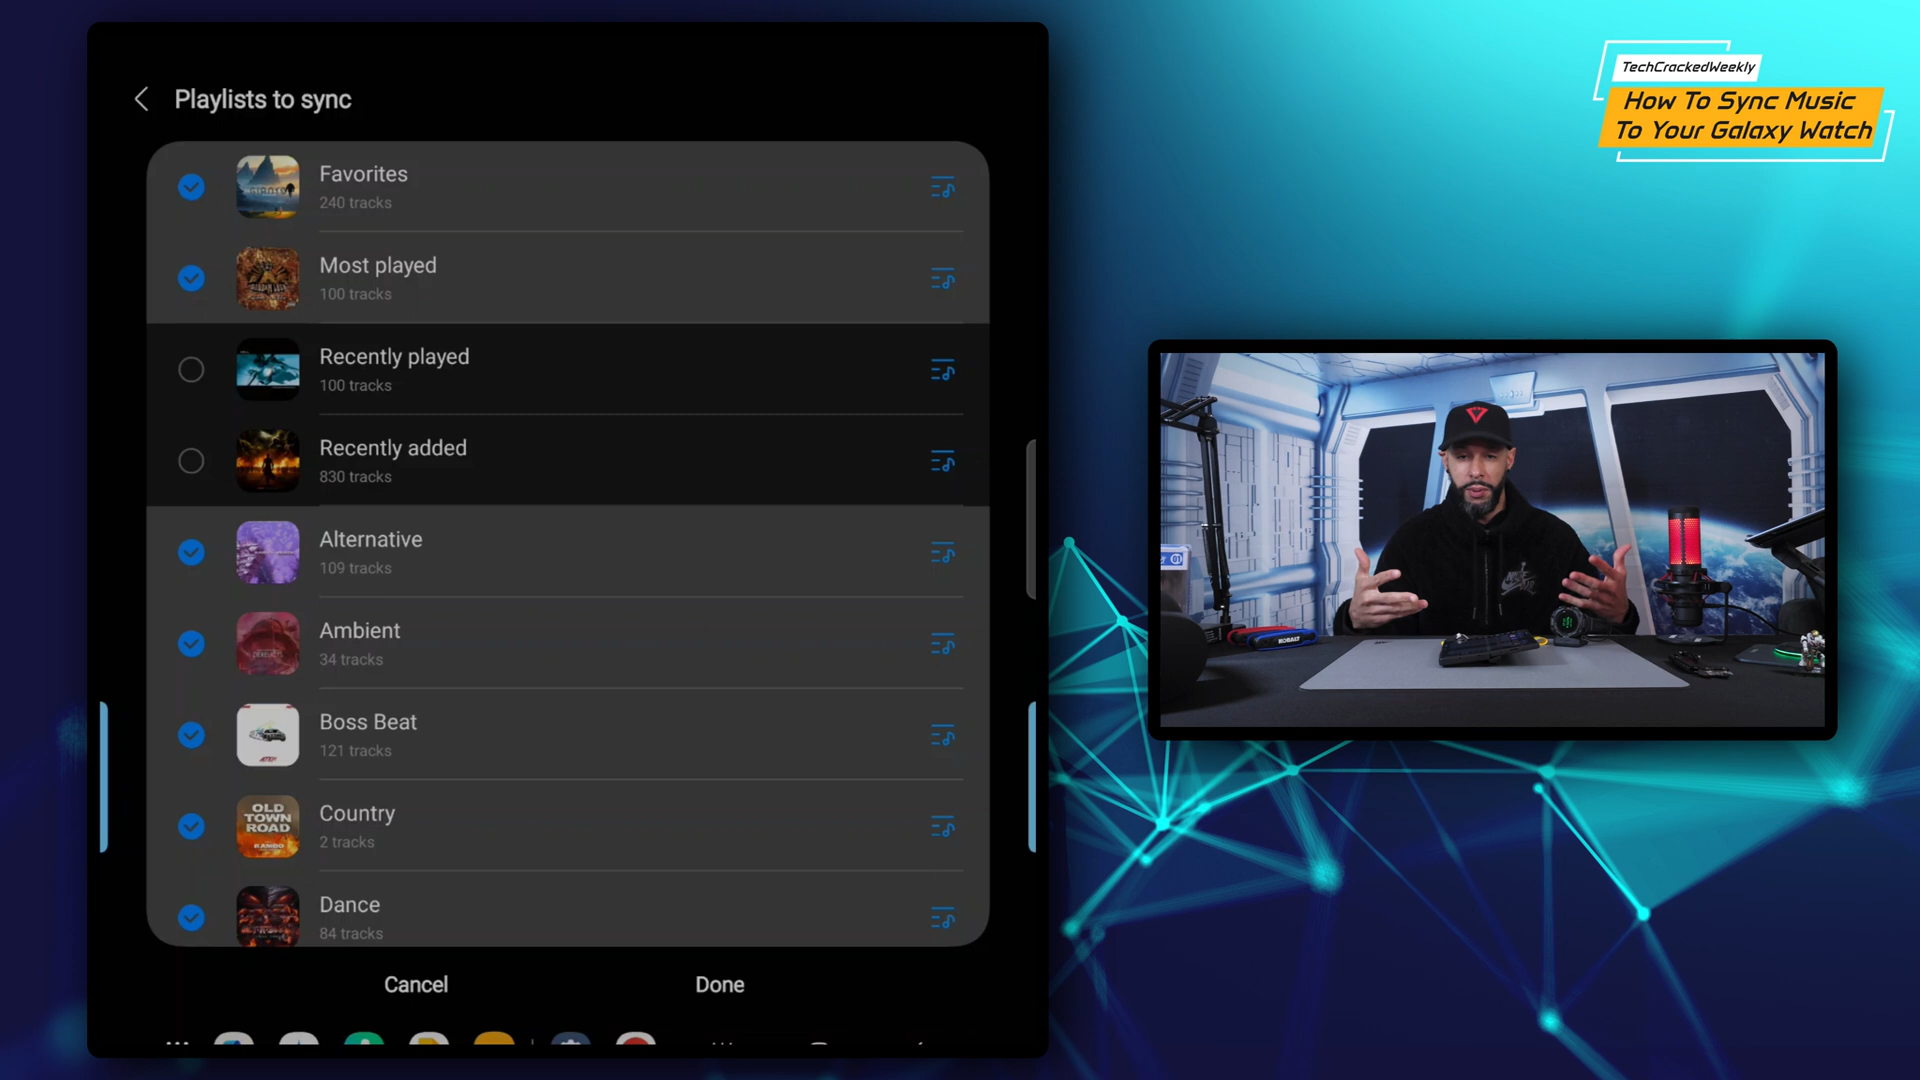 Playlists to sync
Favorites
240 tracks
Most played
100 tracks
Recently played
100 tracks
Recently added
830 tracks
Alternative
109 tracks
Ambient
34 tracks
Boss Beat
121 tracks
OLD
TOWN
ROAD
Country
2 tracks
Dance
84 tracks
Cancel
Done
TechCrackedWeekly
How To Sync Music
To Your Galaxy Watch
KOBALT